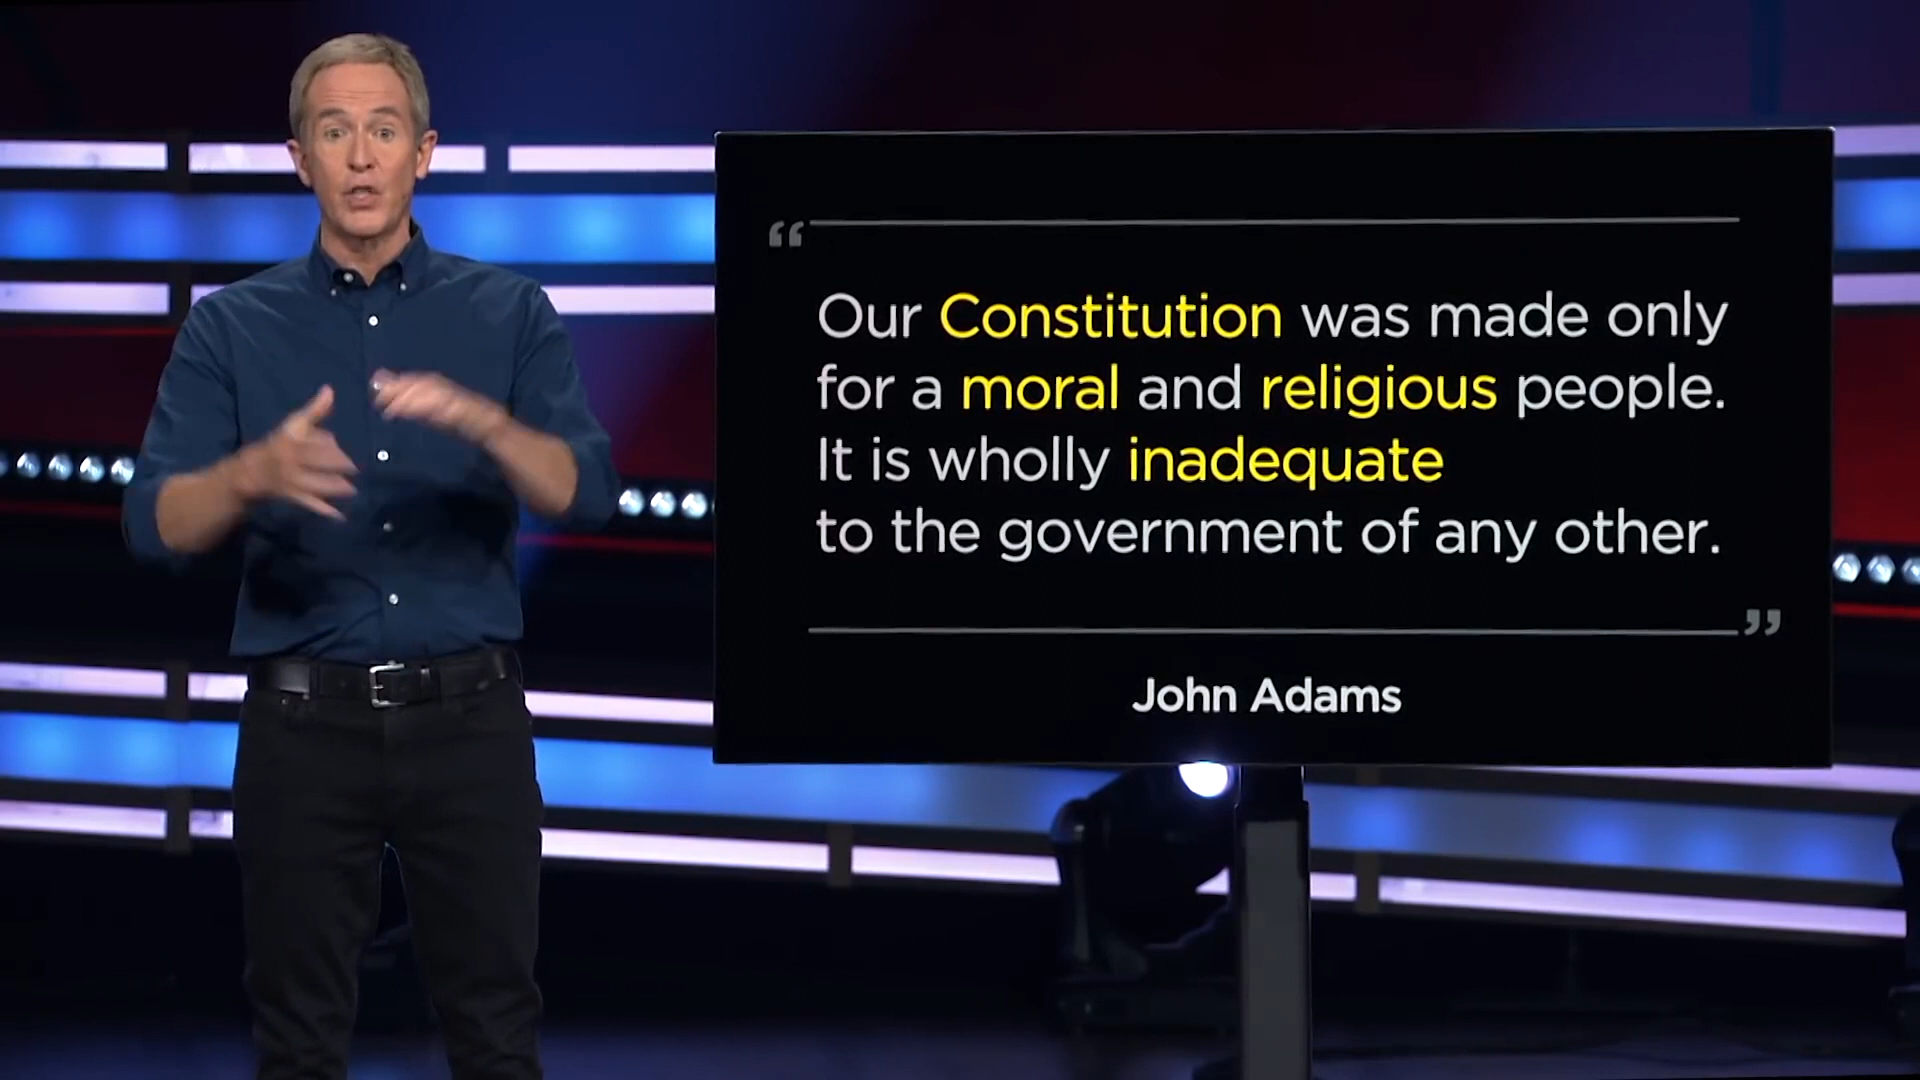 “
Our Constitution was made only
for a moral and religious people.
It is wholly inadequate
to the government of any other.
”
John Adams